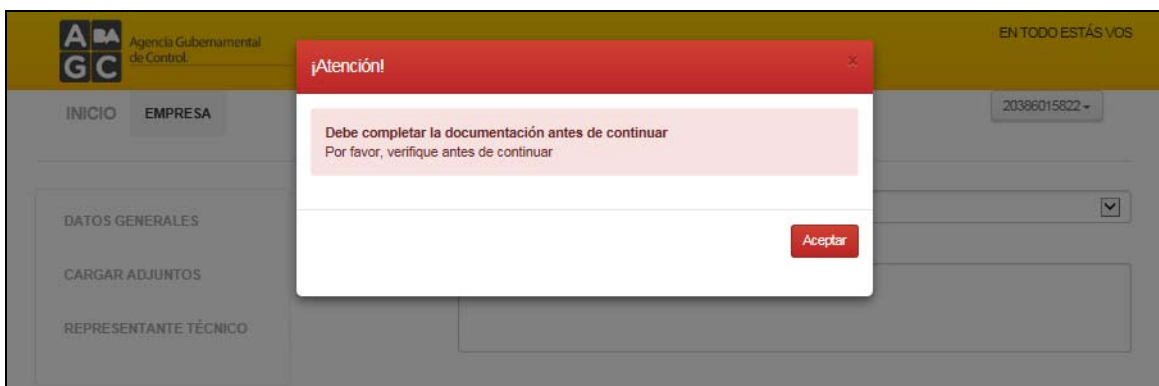 A BA
GC
Agencia Gubernamental
de Control.
EN TODO ESTÁS VOS
¡Atención!
×
INICIO
EMPRESA
20386015822
Debe completar la documentación antes de continuar
Por favor, verifique antes de continuar
DATOS GENERALES
Aceptar
CARGAR ADJUNTOS
REPRESENTANTE TÉCNICO